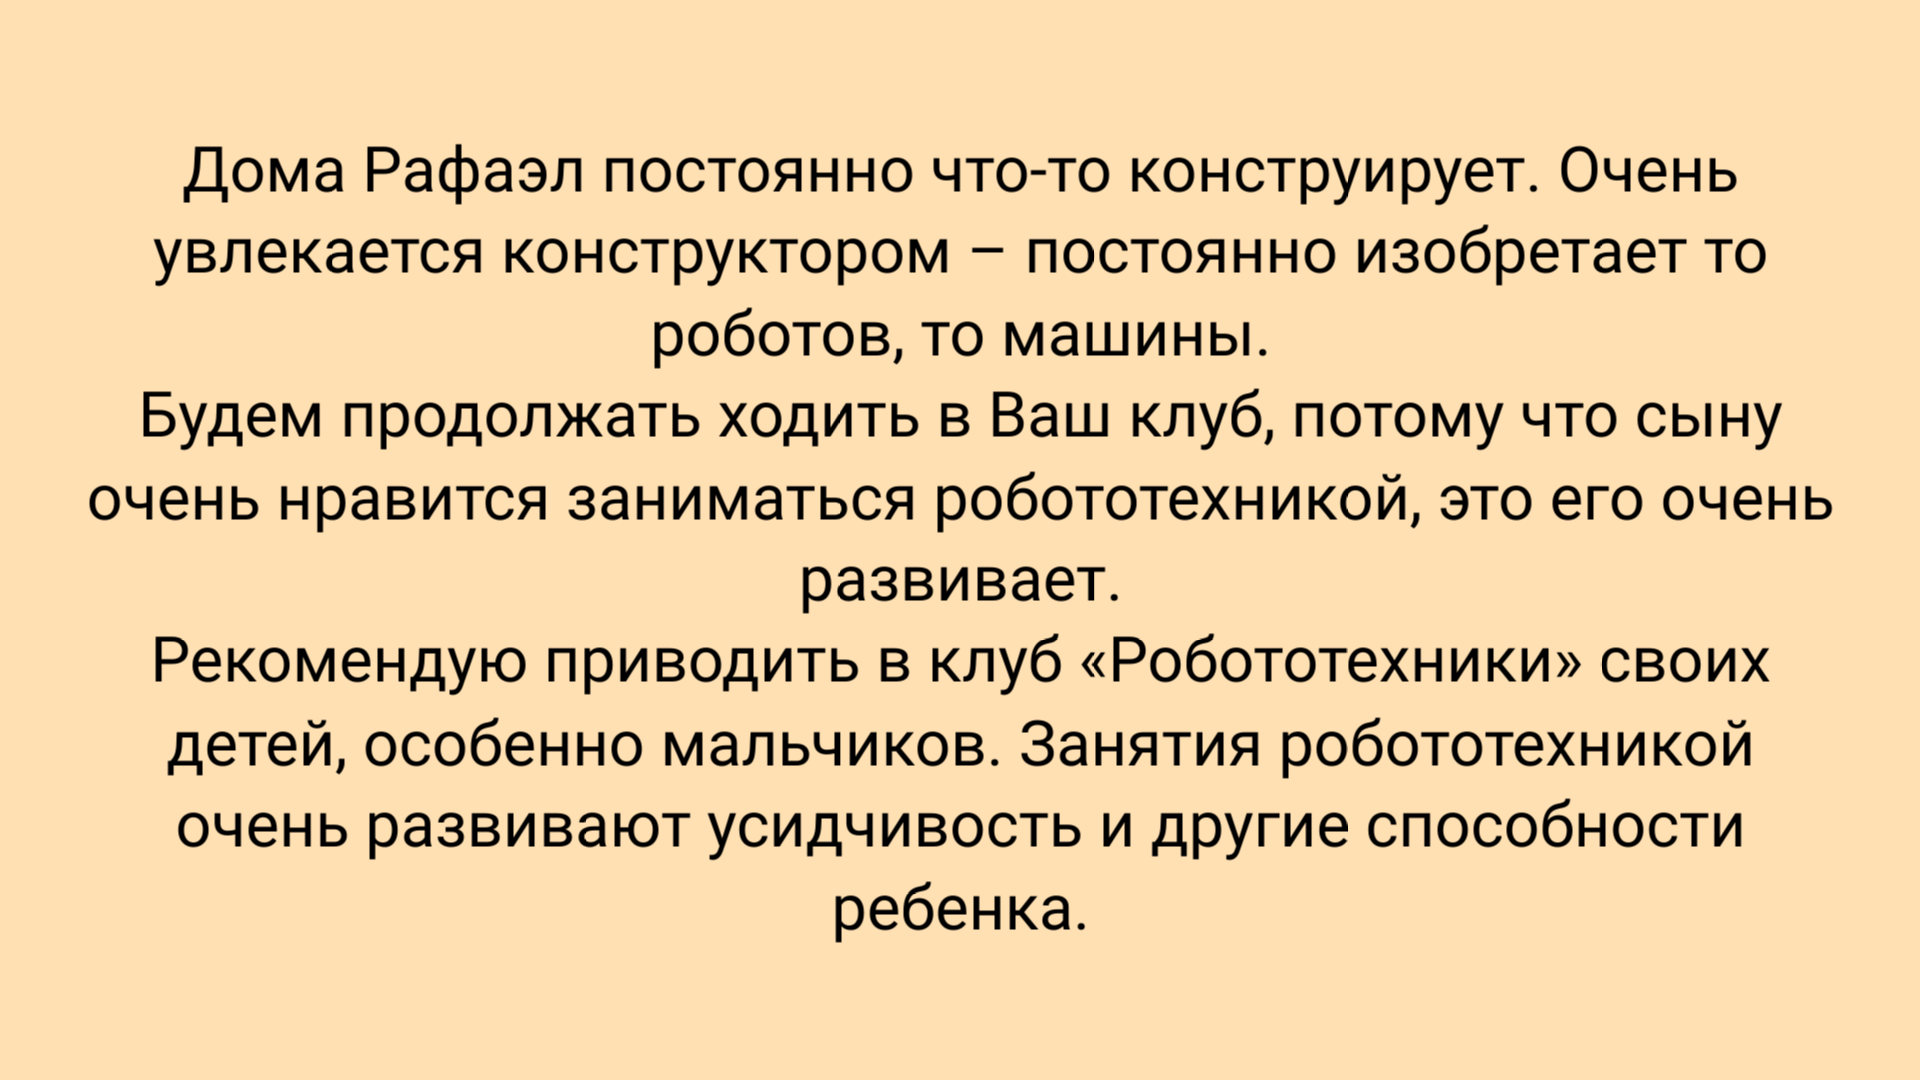 Дома Рафаэл постоянно что-то конструирует. Очень
увлекается конструктором – постоянно изобретает то
роботов, то машины.
Будем продолжать ходить в Ваш клуб, потому что сыну
очень нравится заниматься робототехникой, это его очень
развивает.
Рекомендую приводить в клуб «Робототехники» своих
детей, особенно мальчиков. Занятия робототехникой
очень развивают усидчивость и другие способности
ребенка.